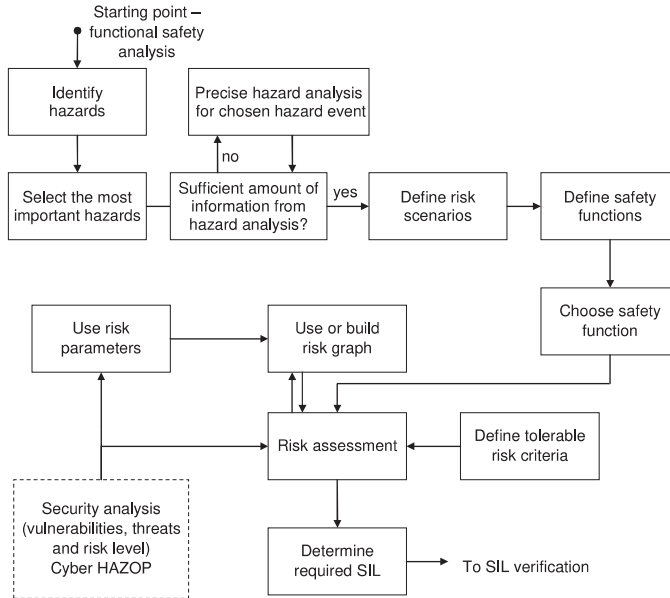 Starting point –
functional safety
analysis
Identify
hazards
Precise hazard analysis
for chosen hazard event
no
Select the most
important hazards
Sufficient amount of
information from
hazard analysis?
yes
Define risk
scenarios
Define safety
functions
Choose safety
function
Use risk
parameters
Use or build
risk graph
Risk assessment
Define tolerable
risk criteria
Security analysis
(vulnerabilities, threats
and risk level)
Cyber HAZOP
Determine
required SIL
To SIL verification